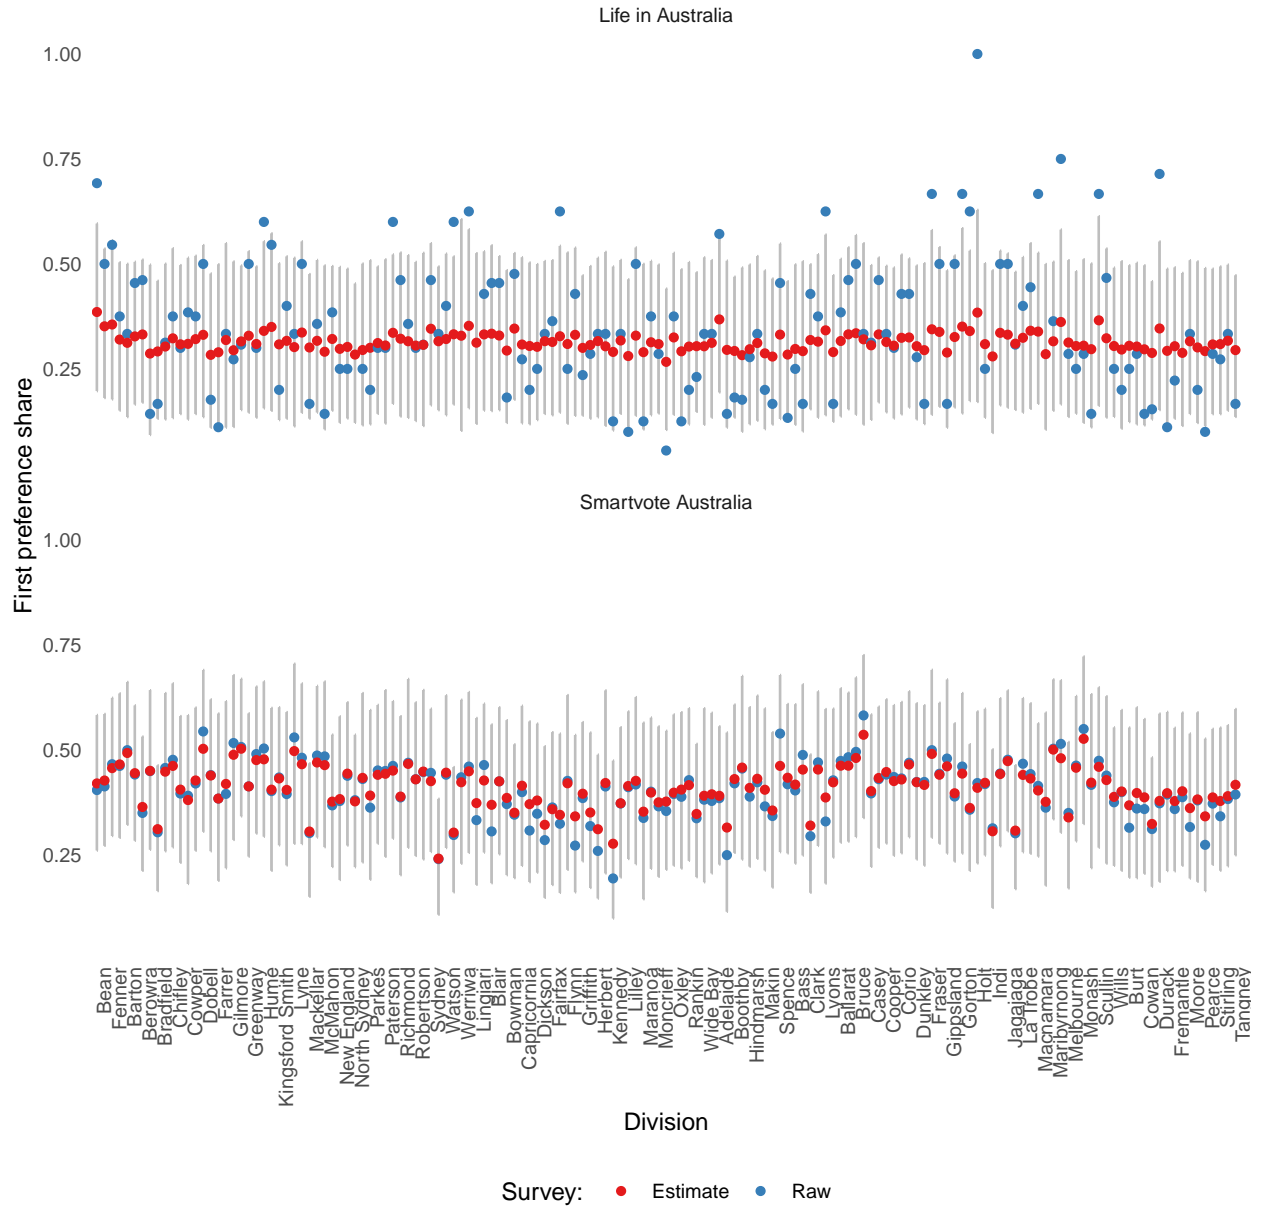 Life in Australia
1.00
0.75
0.50
0.25
First preference share
Smartvote Australia
1.00
0.75
0.50
0.25
Bean
Fenner
Barton
Berowra
Bradfield
Chifley
Cowper
Dobell
Farrer
Gilmore
Greenway
Hume
Kingsford Smith
Lyne
Mackellar
McMahon
New England
North Sydney
Parkes
Paterson
Richmond
Robertson
Sydney
Watson
Werriwa
Lingiari
Blair
Bowman
Capricornia
Dickson
Fairfax
Flynn
Griffith
Herbert
Kennedy
Lilley
Maranoa
Moncrieff
Oxley
Rankin
Wide Bay
Adelaide
Boothby
Hindmarsh
Makin
Spence
Bass
Clark
Lyons
Ballarat
Bruce
Casey
Cooper
Corio
Dunkley
Fraser
Gippsland
Gorton
Holt
Indi
Jagajaga
La Trobe
Macnamara
Maribyrnong
Melbourne
Monash
Scullin
Wills
Burt
Cowan
Durack
Fremantle
Moore
Pearce
Stirling
Tangney
Division
Survey: Estimate Raw